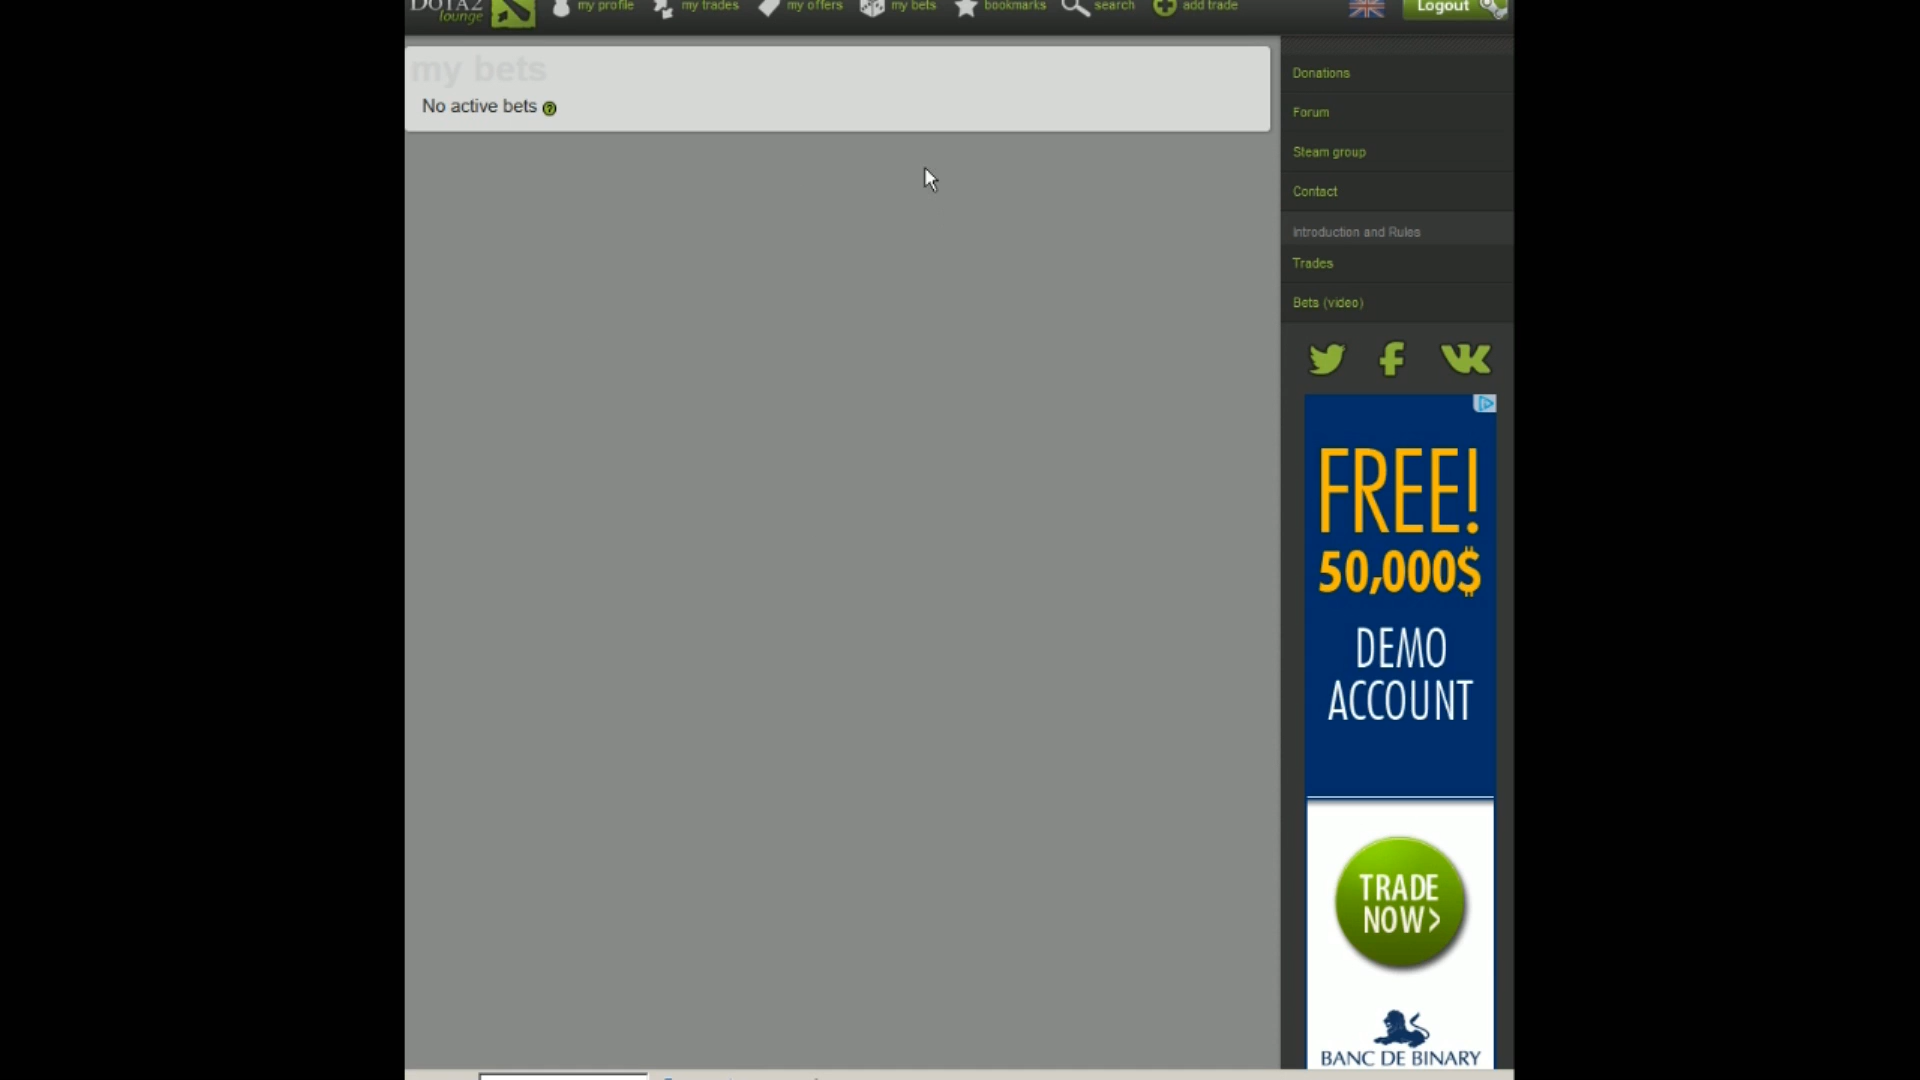 DOTA2
lounge
my profile
my trades
my offers
my bets
bookmarks
search
add trade
Logout
my bets
No active bets ?
Donations
Forum
Steam group
Contact
Introduction and Rules
Trades
Bets (video)
FREE!
50,000$
DEMO
ACCOUNT
TRADE
NOW>
BANC DE BINARY